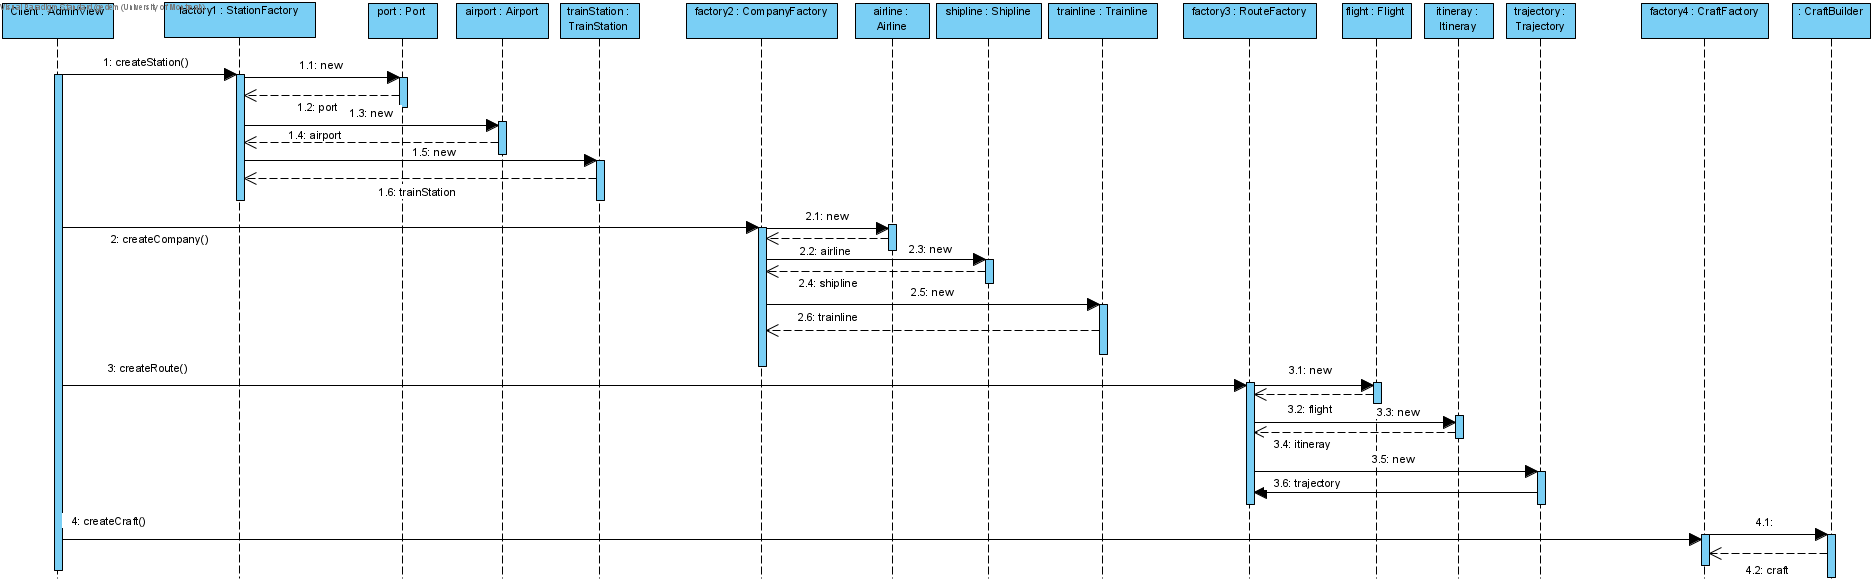 Client : AdminView
factory1 : StationFactory
port : Port
airport : Airport
trainStation :
TrainStation
factory2 : CompanyFactory
airline :
Airline
shipline : Shipline
trainline : Trainline
factory3 : RouteFactory
flight : Flight
itineray :
Itineray
trajectory :
Trajectory
factory4 : CraftFactory
: CraftBuilder
1: createStation()
1.1: new
1.2: port
1.3: new
1.4: airport
1.5: new
1.6: trainStation
2: createCompany()
2.1: new
2.2: airline
2.3: new
2.4: shipline
2.5: new
2.6: trainline
3: createRoute()
3.1: new
3.2: flight
3.3: new
3.4: itineray
3.5: new
3.6: trajectory
4: createCraft()
4.1:
4.2: craft